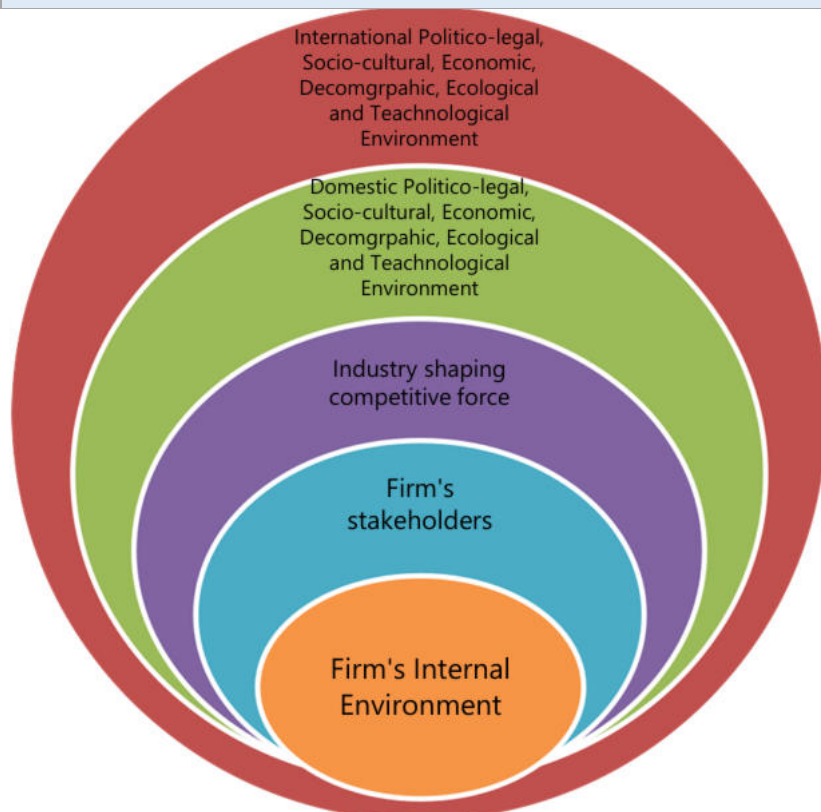 International Politico-legal,
Socio-cultural, Economic,
Decomgrpahic, Ecological
and Teachnological
Environment
Domestic Politico-legal,
Socio-cultural, Economic,
Decomgrpahic, Ecological
and Teachnological
Environment
Industry shaping
competitive force
Firm's
stakeholders
Firm's Internal
Environment